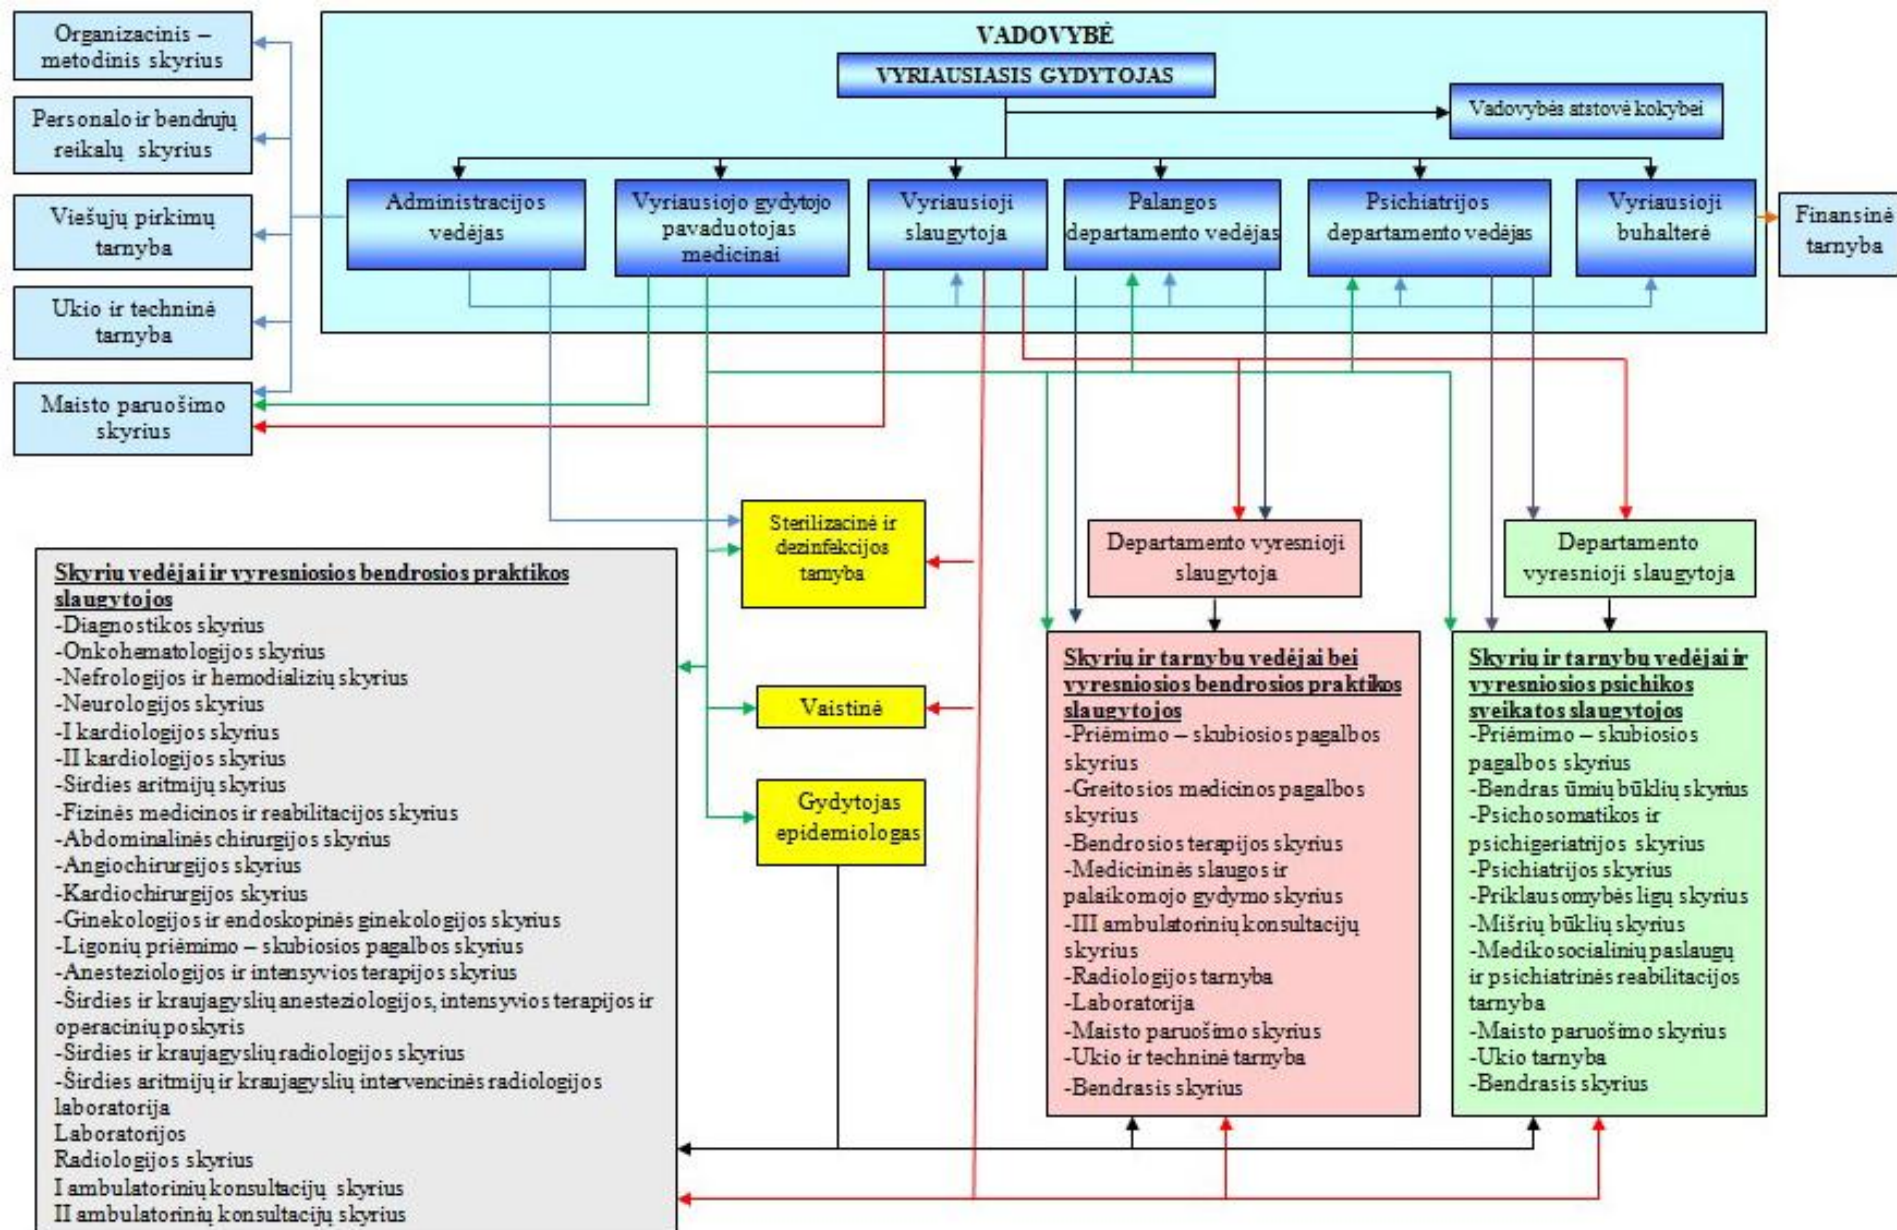 Organizacinis –
metodinis skyrius
Personalo ir bendrųjų
reikalų skyrius
Viešųjų pirkimų
tarnyba
Ukio ir techninė
tarnyba
Maisto paruošimo
skyrius
VADOVYBĖ
VYRIAUSIASIS GYDYTOJAS
Vadovybės atstovė kokybei
Administracijos
vedėjas
Vyriausiojo gydytojo
pavaduotojas
medicinai
Vyriausioji
slaugytoja
Palangos
departamento vedėjas
Psichiatrijos
departamento vedėjas
Vyriausioji
buhalterė
Finansinė
tarnyba
Sterilizacinė ir
dezinfekcijos
tarnyba
Vaistinė
Gydytojas
epidemiologas
Departamento vyresnioji
slaugytoja
Departamento
vyresnioji slaugytoja
Skyrių vedėjai ir vyresniosios bendrosios praktikos
slaugytojos
-Diagnostikos skyrius
-Onkohematologijos skyrius
-Nefrologijos ir hemodializių skyrius
-Neurologijos skyrius
-I kardiologijos skyrius
-II kardiologijos skyrius
-Sirdies aritmijų skyrius
-Fizinės medicinos ir reabilitacijos skyrius
-Abdominalinės chirurgijos skyrius
-Angiochirurgijos skyrius
-Kardiochirurgijos skyrius
-Ginekologijos ir endoskopinės ginekologijos skyrius
-Ligonių priėmimo – skubiosios pagalbos skyrius
-Anesteziologijos ir intensyvios terapijos skyrius
-Širdies ir kraujagyslių anesteziologijos, intensyvios terapijos ir
operacinių poskyris
-Sirdies ir kraujagyslių radiologijos skyrius
-Širdies aritmijų ir kraujagyslių intervencinės radiologijos
laboratorija
Laboratorijos
Radiologijos skyrius
I ambulatorinių konsultacijų skyrius
II ambulatorinių konsultacijų skyrius
Skyrių ir tarnybų vedėjai bei
vyresniosios bendrosios praktikos
slaugytojos
-Priėmimo – skubiosios pagalbos
skyrius
-Greitosios medicinos pagalbos
skyrius
-Bendrosios terapijos skyrius
-Medicininės slaugos ir
palaikomojo gydymo skyrius
-III ambulatorinių konsultacijų
skyrius
-Radiologijos tarnyba
-Laboratorija
-Maisto paruošimo skyrius
-Ukio ir techninė tarnyba
-Bendrasis skyrius
Skyrių ir tarnybų vedėjai ir
vyresniosios psichikos
sveikatos slaugytojos
-Priėmimo – skubiosios
pagalbos skyrius
-Bendras ūmių būklių skyrius
-Psichosomatikos ir
psichigeriatrijos skyrius
-Psichiatrijos skyrius
-Priklausomybės ligų skyrius
-Mišrių būklių skyrius
-Medikosocialinių paslaugų
ir psichiatrinės reabilitacijos
tarnyba
-Maisto paruošimo skyrius
-Ukio tarnyba
-Bendrasis skyrius